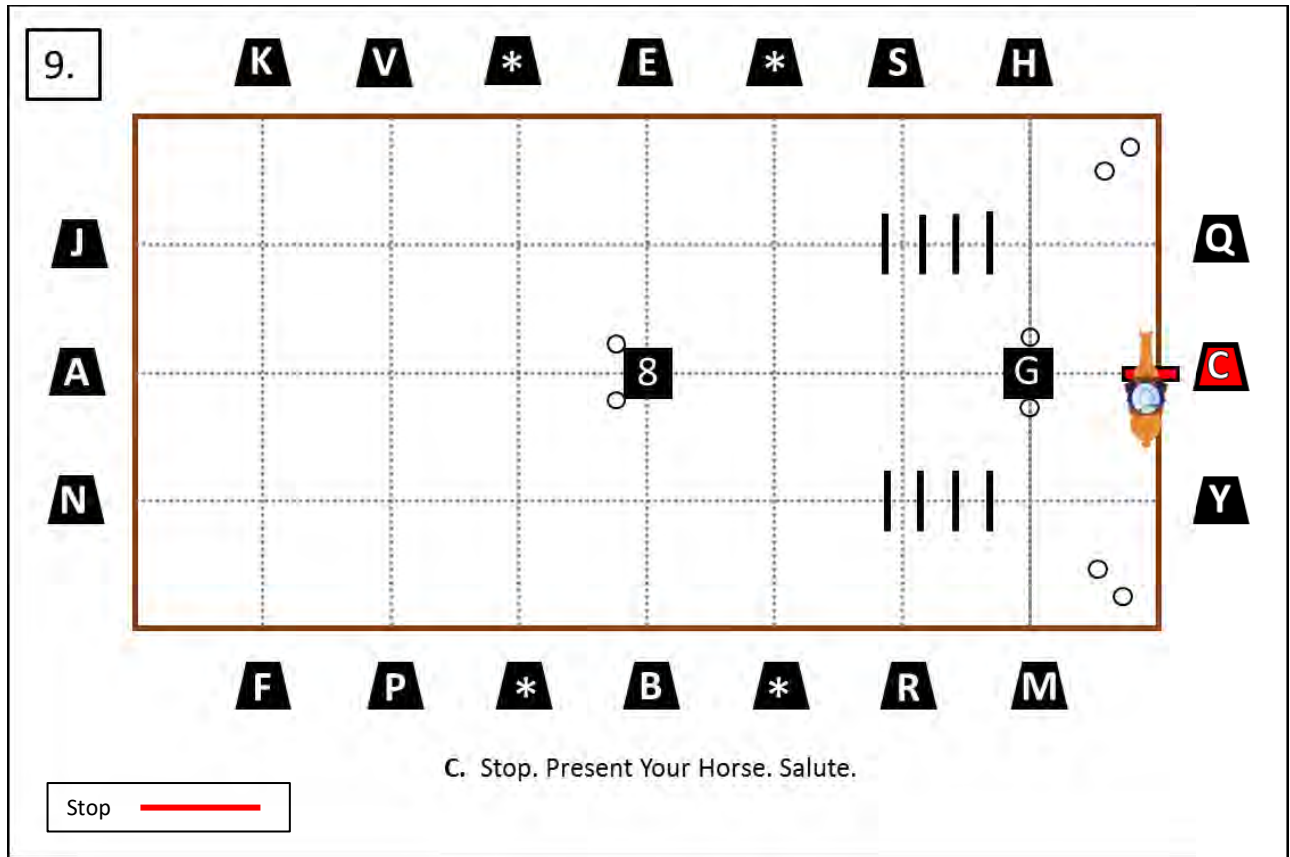 9.
K V * E * S H
J Q
8 G
A C
N Y
F P * B * R M
C. Stop. Present Your Horse. Salute.
Stop